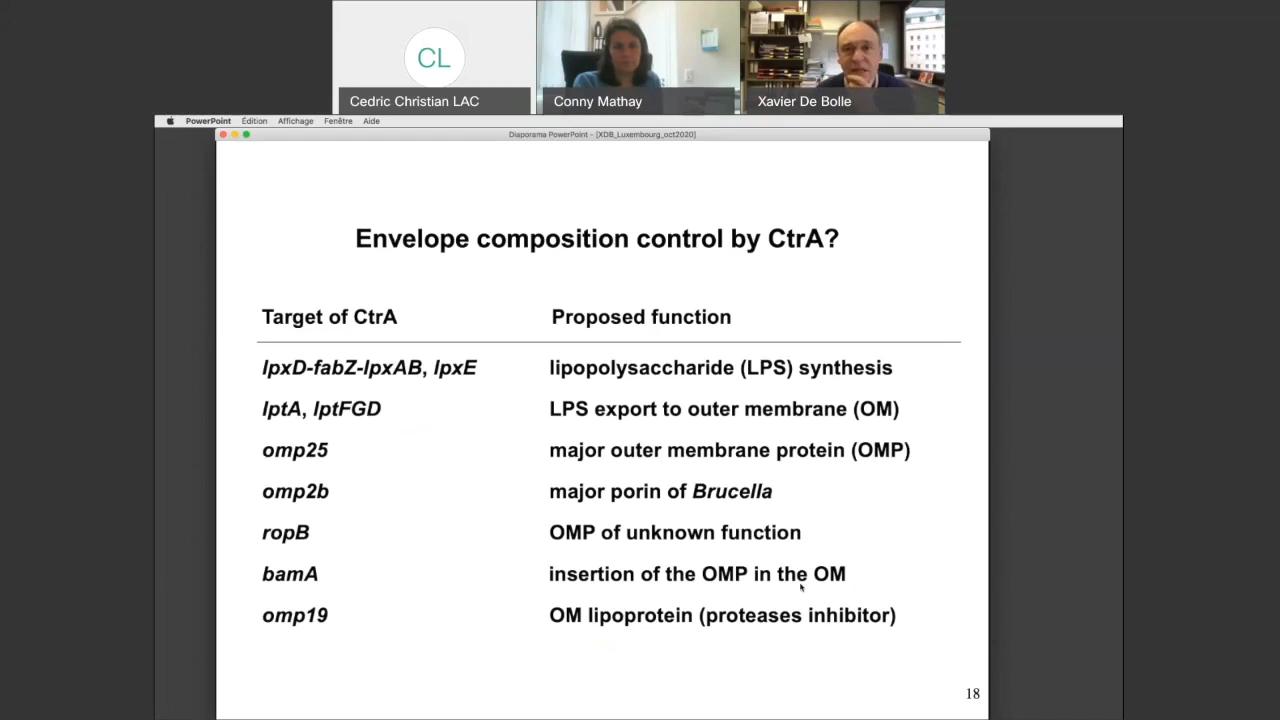 CL
Cedric Christian LAC
Conny Mathay
Xavier De Bolle
PowerPoint Édition Affichage Fenêtre Aide
Diaporama PowerPoint - [XDB_Luxembourg_oct2020]
Envelope composition control by CtrA?
Target of CtrA Proposed function
lpxD-fabZ-lpxAB, lpxE lipopolysaccharide (LPS) synthesis
lptA, lptFGD LPS export to outer membrane (OM)
omp25 major outer membrane protein (OMP)
omp2b major porin of Brucella
ropB OMP of unknown function
bamA insertion of the OMP in the OM
omp19 OM lipoprotein (proteases inhibitor)
18